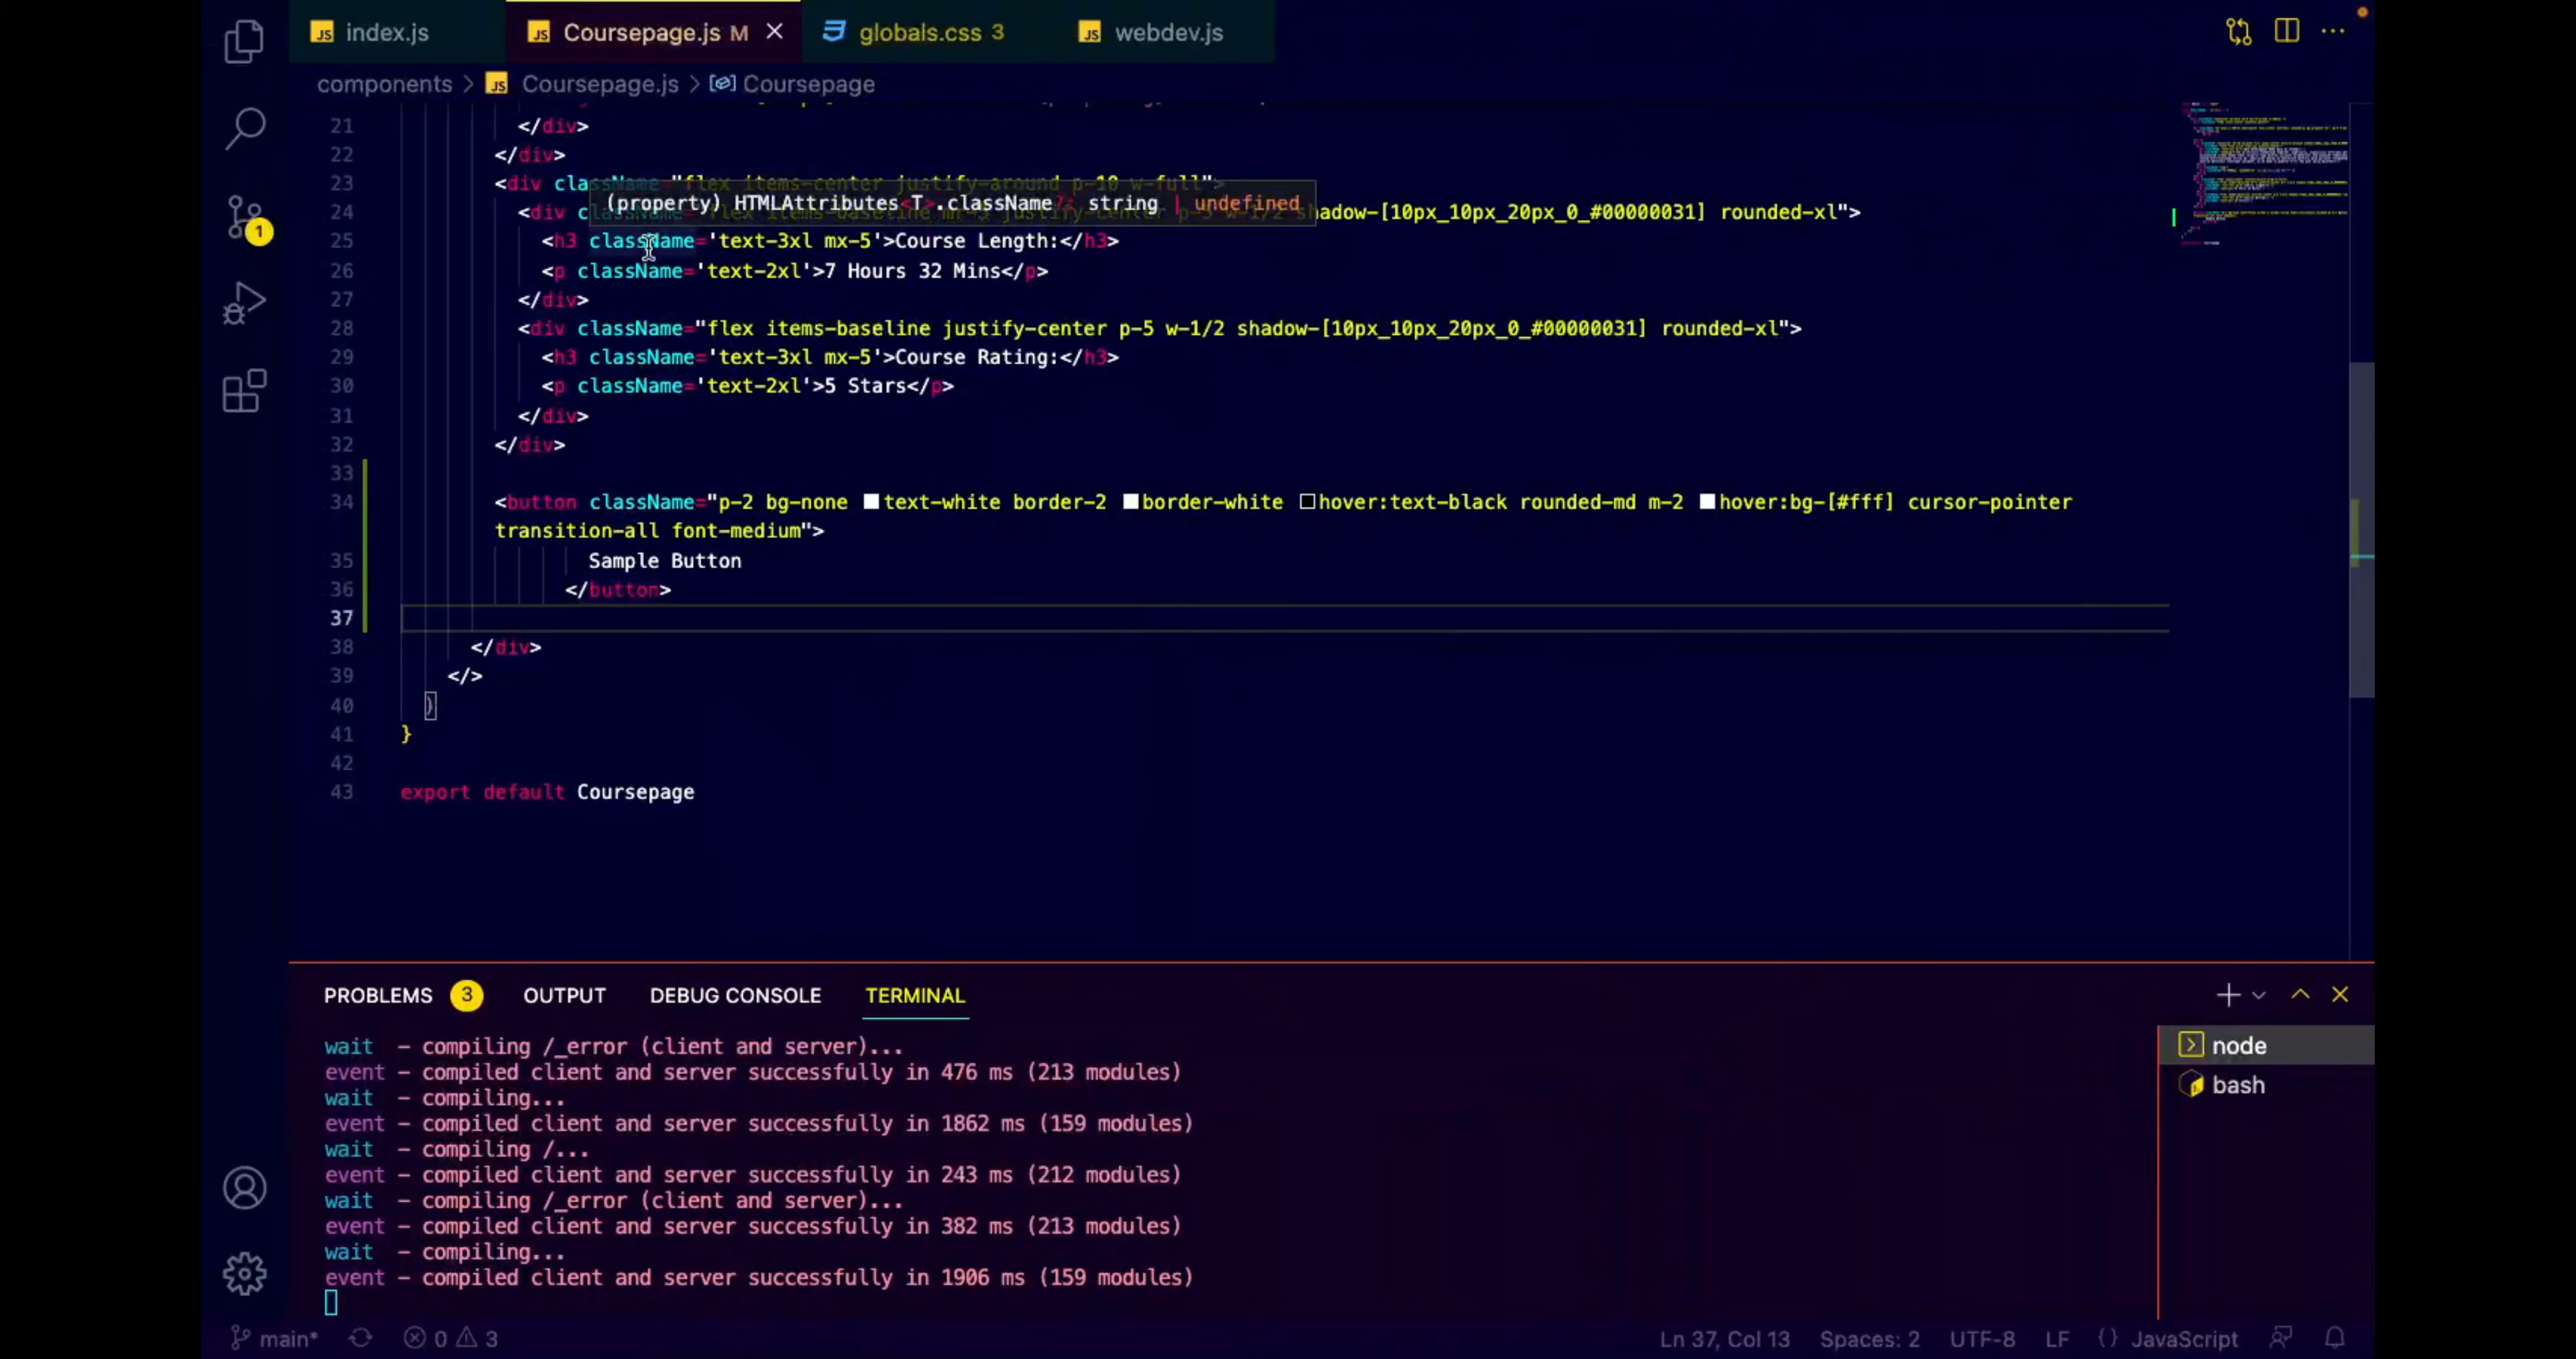 index.js Coursepage.js M globals.css 3 webdev.js
components > Coursepage.js > Coursepage
21 </div>
22 </div>
23 <div className="flex items-center justify-around p-10 w-full">
(property) HTMLAttributes<T>.className?: string | undefined
24 <div shadow-[10px_10px_20px_0_#00000031] rounded-xl">
25 <h3 className='text-3xl mx-5'>Course Length:</h3>
26 <p className='text-2xl'>7 Hours 32 Mins</p>
27 </div>
28 <div className="flex items-baseline justify-center p-5 w-1/2 shadow-[10px_10px_20px_0_#00000031] rounded-xl">
29 <h3 className='text-3xl mx-5'>Course Rating:</h3>
30 <p className='text-2xl'>5 Stars</p>
31 </div>
32 </div>
33
34 <button className="p-2 bg-none text-white border-2 border-white hover:text-black rounded-md m-2 hover:bg-[#fff] cursor-pointer
transition-all font-medium">
35 Sample Button
36 </button>
37
38 </div>
39 </>
40 )
41 }
42
43 export default Coursepage
PROBLEMS 3 OUTPUT DEBUG CONSOLE TERMINAL
wait - compiling /_error (client and server)...
event - compiled client and server successfully in 476 ms (213 modules)
wait - compiling...
event - compiled client and server successfully in 1862 ms (159 modules)
wait - compiling /...
event - compiled client and server successfully in 243 ms (212 modules)
wait - compiling /_error (client and server)...
event - compiled client and server successfully in 382 ms (213 modules)
wait - compiling...
event - compiled client and server successfully in 1906 ms (159 modules)
node
bash
1
main* 0 3 Ln 37, Col 13 Spaces: 2 UTF-8 LF {} JavaScript